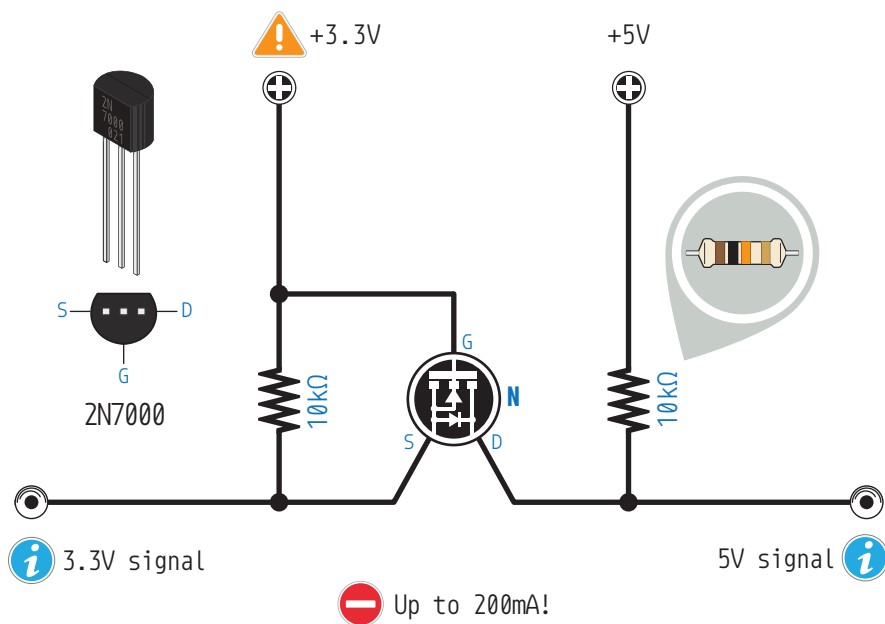 +3.3V
+5V
2N
7000
021
S
D
G
2N7000
10kΩ
G
N
S
D
10kΩ
3.3V signal
5V signal
Up to 200mA!